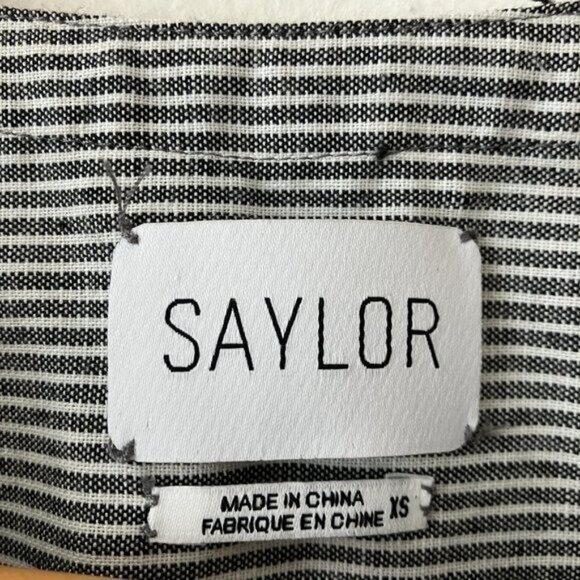 SAYLOR
MADE IN CHINA
FABRIQUE EN CHINE
XS